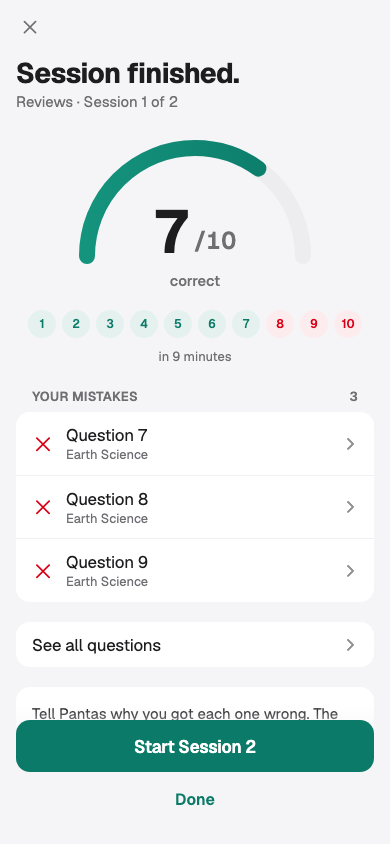 Session finished.
Reviews · Session 1 of 2
7 /10
correct
1 2 3 4 5 6 7 8 9 10
in 9 minutes
YOUR MISTAKES 3
Question 7
Earth Science
Question 8
Earth Science
Question 9
Earth Science
See all questions
Tell Pantas why you got each one wrong. The
Start Session 2
Done